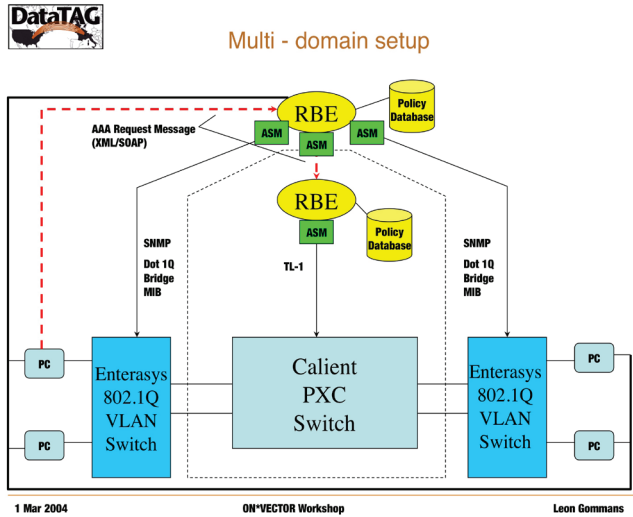 DataTAG
Multi - domain setup
RBE
Policy
Database
AAA Request Message
(XML/SOAP)
ASM
ASM
ASM
RBE
ASM
Policy
Database
SNMP
Dot 1Q
Bridge
MIB
TL-1
SNMP
Dot 1Q
Bridge
MIB
PC
Enterasys
802.1Q
VLAN
Switch
Calient
PXC
Switch
Enterasys
802.1Q
VLAN
Switch
PC
PC
PC
1 Mar 2004
ON*VECTOR Workshop
Leon Gommans